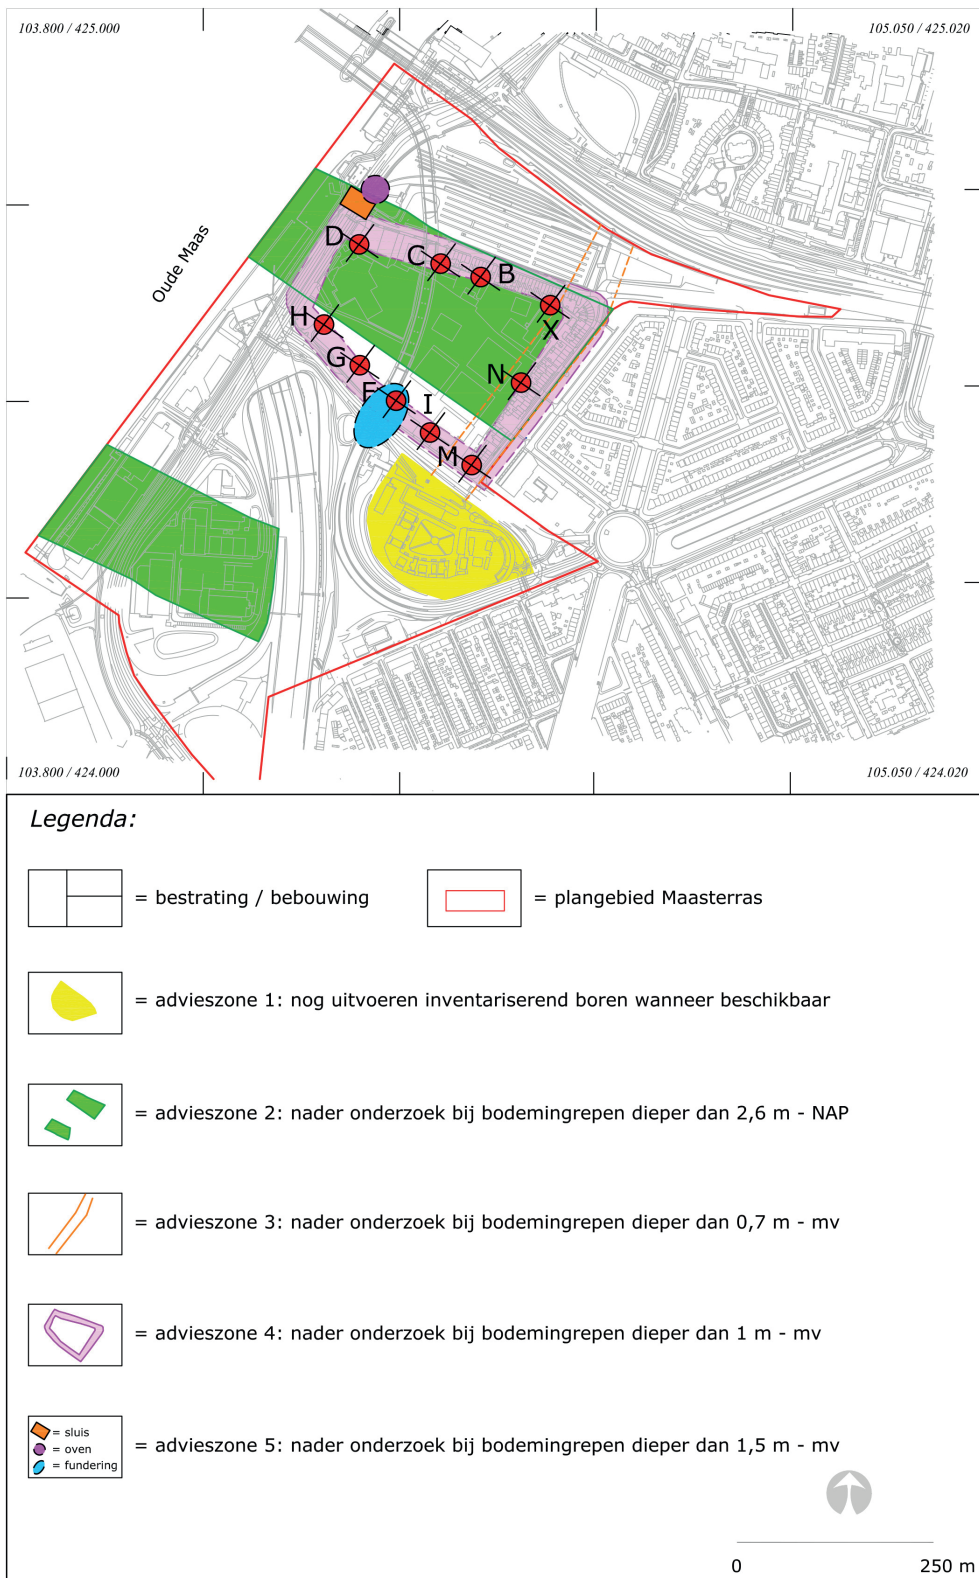 103.800 / 425.000
105.050 / 425.020
Oude Maas
D
C
B
X
H
G
F
I
N
M
103.800 / 424.000
105.050 / 424.020
Legenda:
= bestrating / bebouwing
= plangebied Maasterras
= advieszone 1: nog uitvoeren inventariserend boren wanneer beschikbaar
= advieszone 2: nader onderzoek bij bodemingrepen dieper dan 2,6 m - NAP
= advieszone 3: nader onderzoek bij bodemingrepen dieper dan 0,7 m - mv
= advieszone 4: nader onderzoek bij bodemingrepen dieper dan 1 m - mv
= sluis
= oven
= fundering
= advieszone 5: nader onderzoek bij bodemingrepen dieper dan 1,5 m - mv
0
250 m